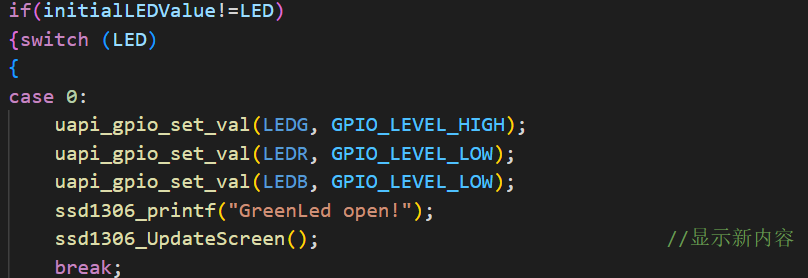 if(initialLEDValue!=LED)
{switch (LED)
{
case 0:
    uapi_gpio_set_val(LEDG, GPIO_LEVEL_HIGH);
    uapi_gpio_set_val(LEDR, GPIO_LEVEL_LOW);
    uapi_gpio_set_val(LEDB, GPIO_LEVEL_LOW);
    ssd1306_printf("GreenLed open!");
    ssd1306_UpdateScreen();                              //显示新内容
    break;